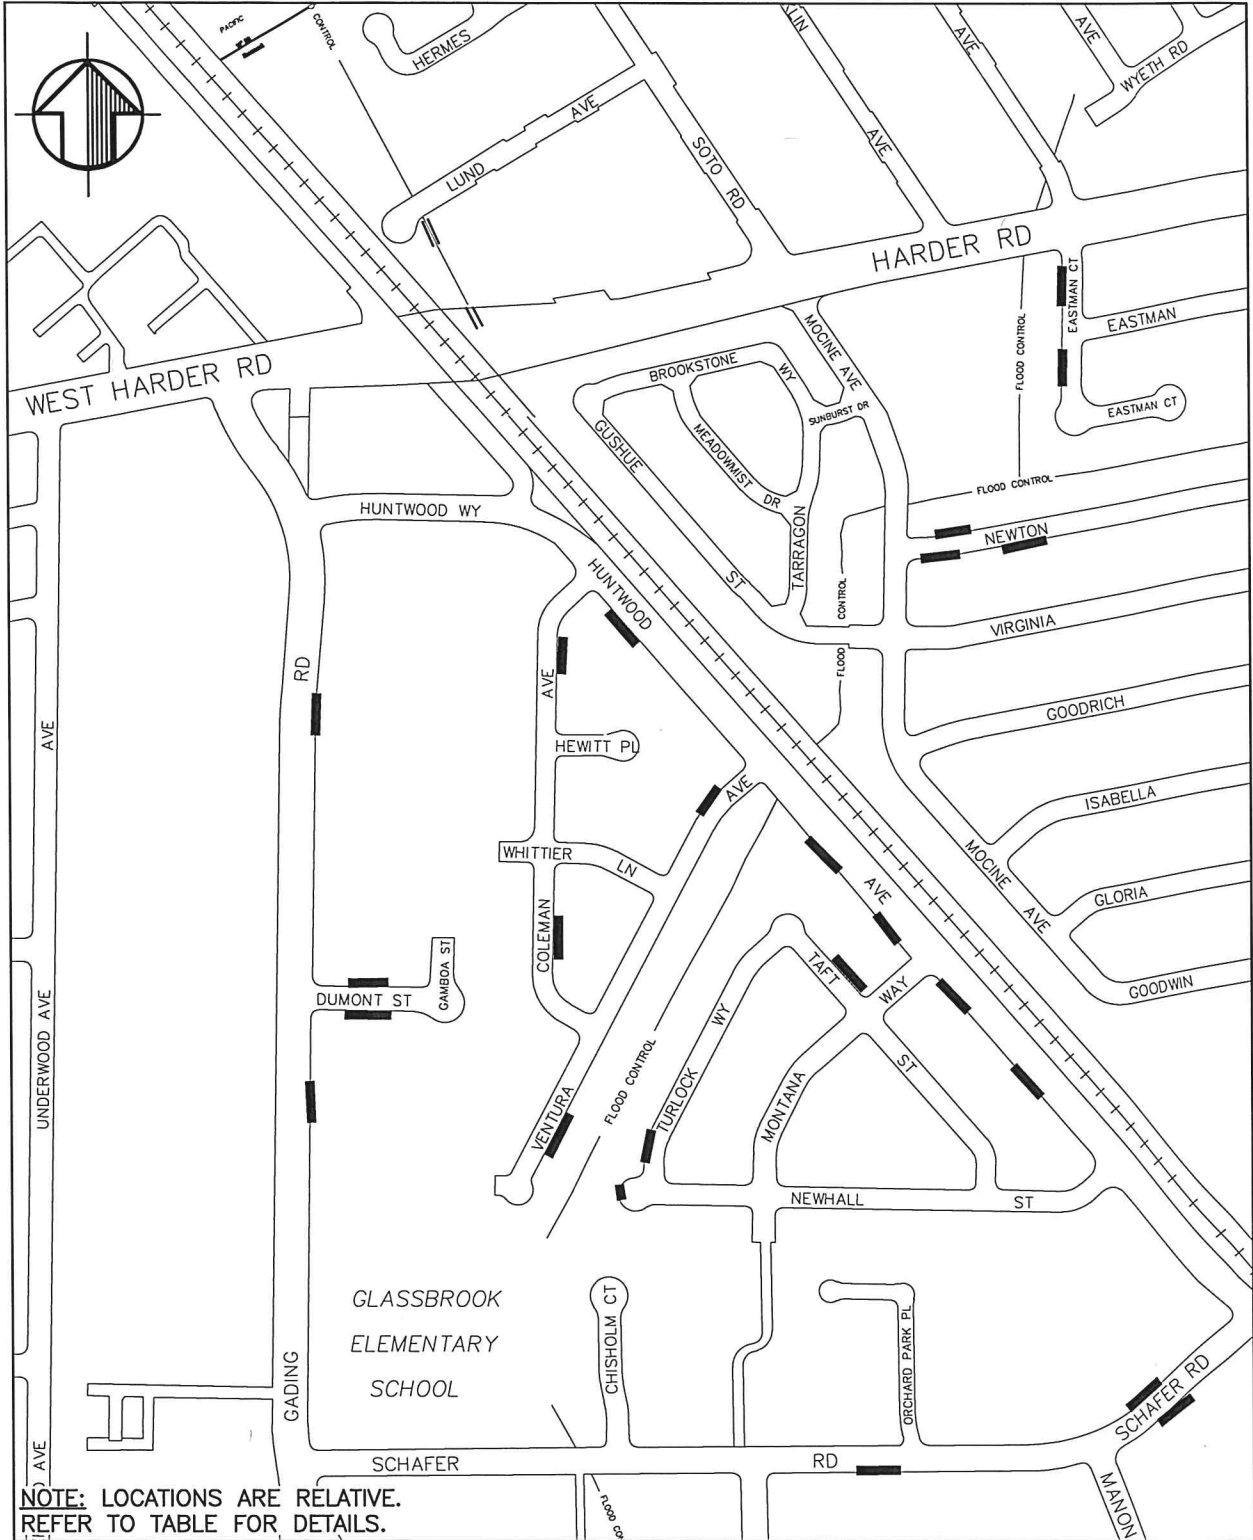 PACIFIC
CONTROL
HERMES
KLIN
AVE
AVE
AVE
WYETH RD
LUND
AVE
SOTO RD
AVE
HARDER RD
WEST HARDER RD
EASTMAN CT
EASTMAN
EASTMAN CT
FLOOD CONTROL
MOCINE AVE
BROOKSTONE
WY
SUNBURST DR
GUSHUE
ST
MEADOWMIST DR
TARRAGON
FLOOD CONTROL
NEWTON
HUNTWOOD WY
HUNTWOOD
AVE
FLOOD CONTROL
VIRGINIA
GOODRICH
ISABELLA
MOCINE AVE
GLORIA
GOODWIN
RD
AVE
AVE
HEWITT PL
AVE
WHITTIER
LN
COLEMAN
TAFT
ST
WAY
DUMONT ST
GAMBOA ST
UNDERWOOD AVE
TURLOCK
WY
MONTANA
FLOOD CONTROL
VENTURA
NEWHALL
ST
GLASSBROOK
ELEMENTARY
SCHOOL
CHISHOLM CT
ORCHARD PARK PL
GADING
SCHAFER RD
SCHAFER
RD
MANON
AVE
FLOOD CO
NOTE: LOCATIONS ARE RELATIVE.
REFER TO TABLE FOR DETAILS.